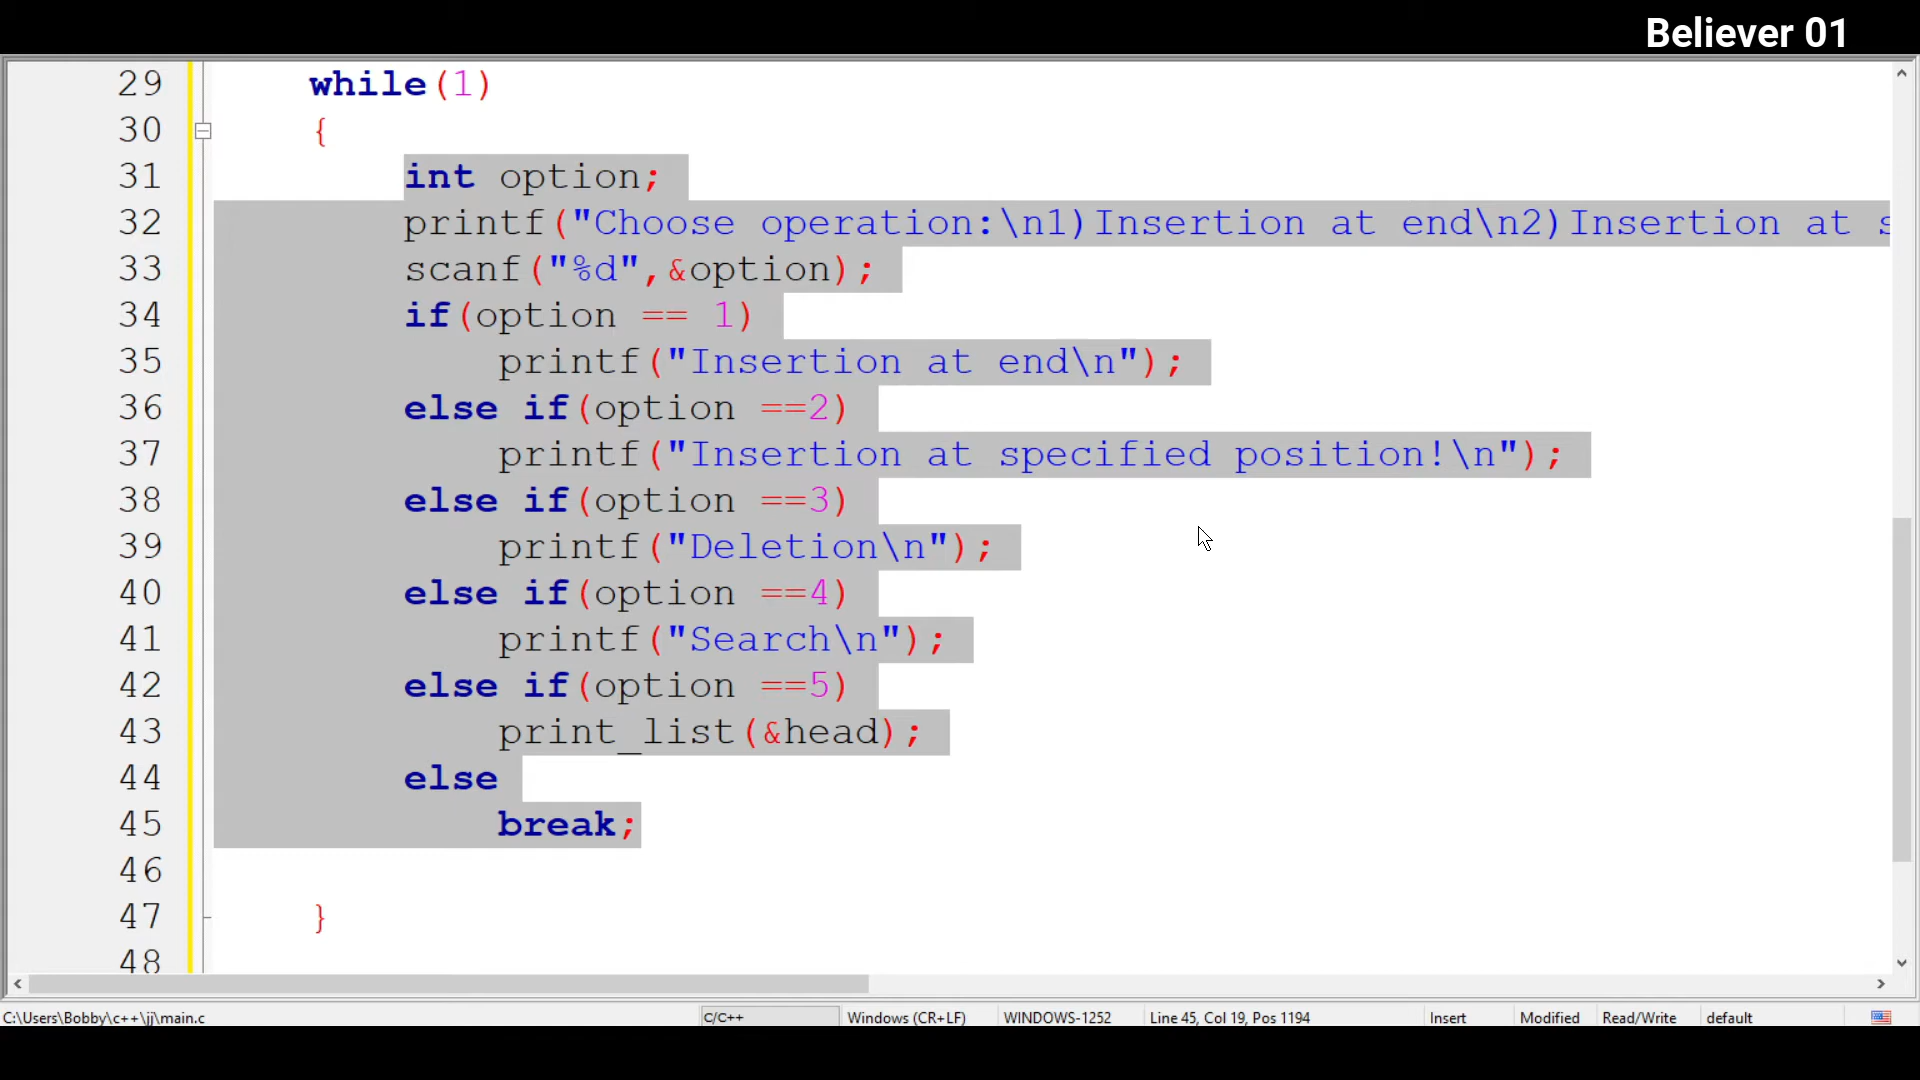 Believer 01
29 while(1)
30 {
31 int option;
32 printf("Choose operation:\n1)Insertion at end\n2)Insertion at s
33 scanf("%d",&option);
34 if(option == 1)
35 printf("Insertion at end\n");
36 else if(option ==2)
37 printf("Insertion at specified position!\n");
38 else if(option ==3)
39 printf("Deletion\n");
40 else if(option ==4)
41 printf("Search\n");
42 else if(option ==5)
43 print_list(&head);
44 else
45 break;
46
47 }
48
C:\Users\Bobby\c++\jj\main.c C/C++ Windows (CR+LF) WINDOWS-1252 Line 45, Col 19, Pos 1194 Insert Modified Read/Write default